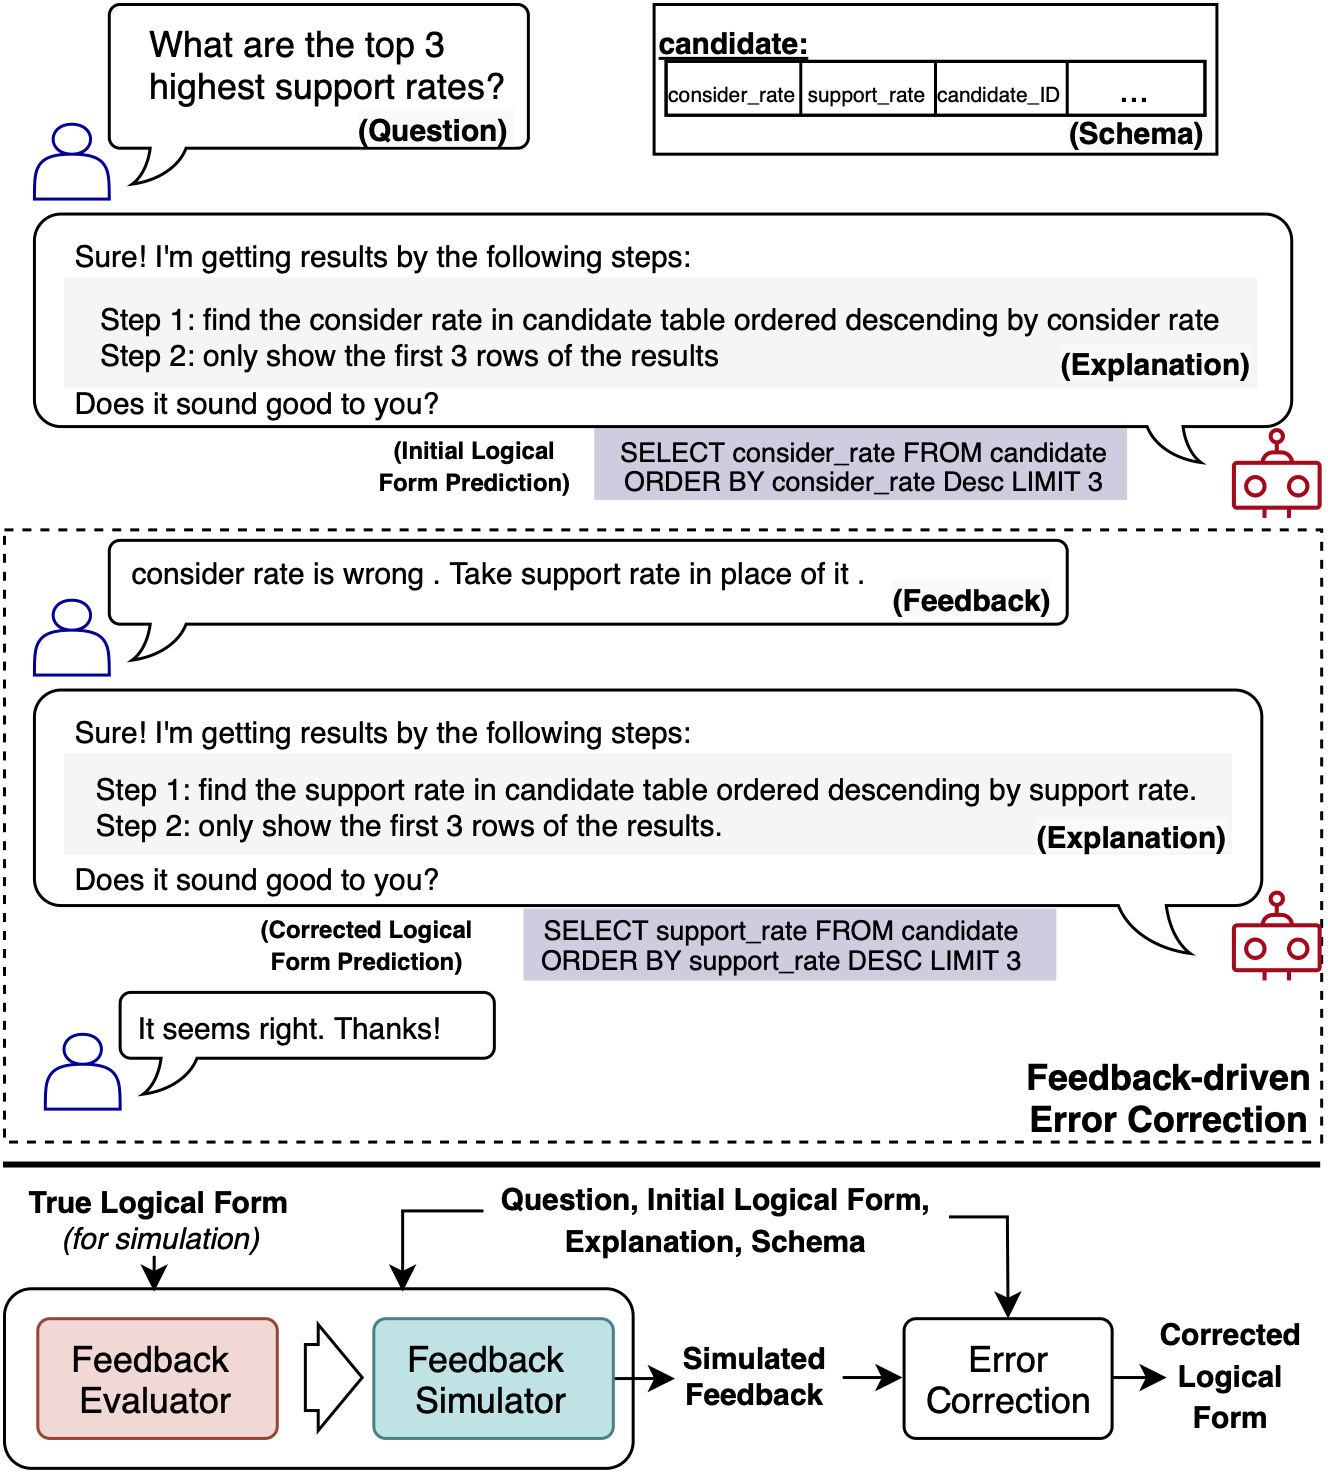 What are the top 3
highest support rates?
(Question)
candidate:
consider_rate support_rate candidate_ID ...
(Schema)
Sure! I'm getting results by the following steps:
Step 1: find the consider rate in candidate table ordered descending by consider rate
Step 2: only show the first 3 rows of the results
(Explanation)
Does it sound good to you?
(Initial Logical
Form Prediction)
SELECT consider_rate FROM candidate
ORDER BY consider_rate Desc LIMIT 3
consider rate is wrong . Take support rate in place of it .
(Feedback)
Sure! I'm getting results by the following steps:
Step 1: find the support rate in candidate table ordered descending by support rate.
Step 2: only show the first 3 rows of the results.
(Explanation)
Does it sound good to you?
(Corrected Logical
Form Prediction)
SELECT support_rate FROM candidate
ORDER BY support_rate DESC LIMIT 3
It seems right. Thanks!
Feedback-driven
Error Correction
True Logical Form
(for simulation)
Question, Initial Logical Form,
Explanation, Schema
Feedback
Evaluator
Feedback
Simulator
Simulated
Feedback
Error
Correction
Corrected
Logical
Form